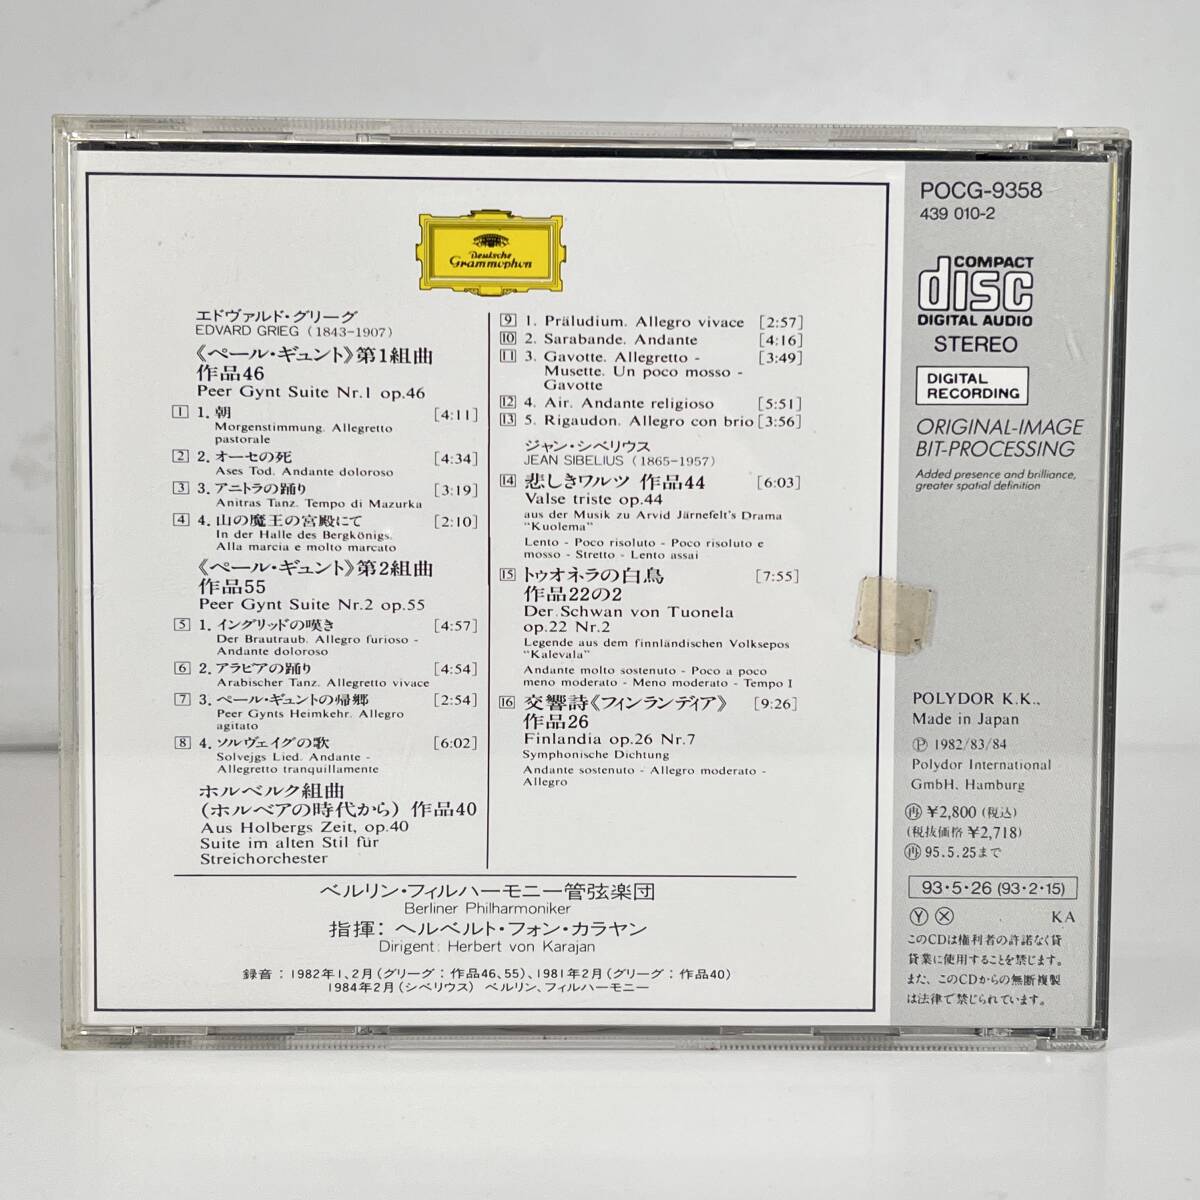 Deutsche
Grammophon
エドヴァルド・グリーグ
EDVARD GRIEG (1843-1907)
《ペール・ギュント》第1組曲
作品46
Peer Gynt Suite Nr.1 op.46
1 1. 朝 [4:11]
Morgenstimmung. Allegretto
pastorale
2 2. オーセの死 [4:34]
Ases Tod. Andante doloroso
3 3. アニトラの踊り [3:19]
Anitras Tanz. Tempo di Mazurka
4 4. 山の魔王の宮殿にて [2:10]
In der Halle des Bergkönigs.
Alla marcia e molto marcato
《ペール・ギュント》第2組曲
作品55
Peer Gynt Suite Nr.2 op.55
5 1. イングリッドの嘆き [4:57]
Der Brautraub. Allegro furioso -
Andante doloroso
6 2. アラビアの踊り [4:54]
Arabischer Tanz. Allegretto vivace
7 3. ペール・ギュントの帰郷 [2:54]
Peer Gynts Heimkehr. Allegro
agitato
8 4. ソルヴェイグの歌 [6:02]
Solvejgs Lied. Andante -
Allegretto tranquillamente
ホルベルク組曲
(ホルベアの時代から) 作品40
Aus Holbergs Zeit, op.40
Suite im alten Stil für
Streichorchester
9 1. Präludium. Allegro vivace [2:57]
10 2. Sarabande. Andante [4:16]
11 3. Gavotte. Allegretto - [3:49]
Musette. Un poco mosso -
Gavotte
12 4. Air. Andante religioso [5:51]
13 5. Rigaudon. Allegro con brio [3:56]
ジャン・シベリウス
JEAN SIBELIUS (1865-1957)
14 悲しきワルツ 作品44 [6:03]
Valse triste op.44
aus der Musik zu Arvid Järnefelt's Drama
"Kuolema"
Lento - Poco risoluto - Poco risoluto e
mosso - Stretto - Lento assai
15 トゥオネラの白鳥 [7:55]
作品22の2
Der Schwan von Tuonela
op.22 Nr.2
Legende aus dem finnländischen Volksepos
"Kalevala"
Andante molto sostenuto - Poco a poco
meno moderato - Meno moderato - Tempo I
16 交響詩《フィンランディア》 [9:26]
作品26
Finlandia op.26 Nr.7
Symphonische Dichtung
Andante sostenuto - Allegro moderato -
Allegro
ベルリン・フィルハーモニー管弦楽団
Berliner Philharmoniker
指揮: ヘルベルト・フォン・カラヤン
Dirigent: Herbert von Karajan
録音:1982年1、2月(グリーグ:作品46、55)、1981年2月(グリーグ:作品40)
1984年2月(シベリウス) ベルリン、フィルハーモニー
POCG-9358
439 010-2
COMPACT
disc
DIGITAL AUDIO
STEREO
DIGITAL
RECORDING
ORIGINAL-IMAGE
BIT-PROCESSING
Added presence and brilliance,
greater spatial definition
POLYDOR K.K.,
Made in Japan
Ⓟ 1982/83/84
Polydor International
GmbH, Hamburg
㊥ ¥2,800 (税込)
(税抜価格 ¥2,718)
95.5.25まで
93・5・26 (93・2・15)
Ⓨ Ⓧ KA
このCDは権利者の許諾なく賃
貸業に使用することを禁じます。
また、このCDからの無断複製
は法律で禁じられています。